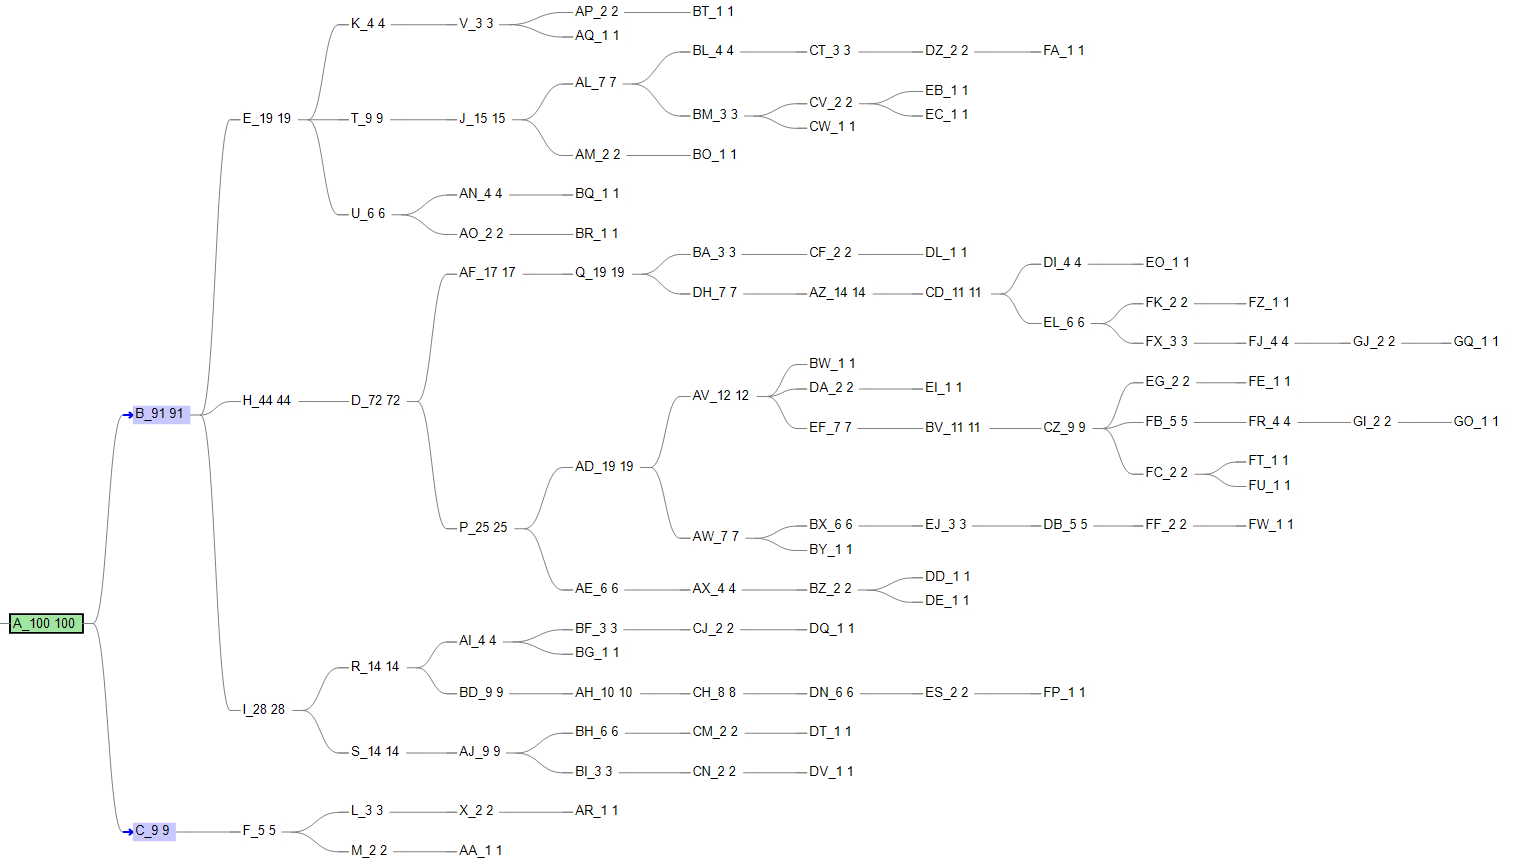 AP_2 2
BT_1 1
K_4 4
V_3 3
AQ_1 1
BL_4 4
CT_3 3
DZ_2 2
FA_1 1
AL_7 7
EB_1 1
CV_2 2
BM_3 3
EC_1 1
E_19 19
T_9 9
J_15 15
CW_1 1
AM_2 2
BO_1 1
AN_4 4
BQ_1 1
U_6 6
AO_2 2
BR_1 1
BA_3 3
CF_2 2
DL_1 1
DI_4 4
EO_1 1
AF_17 17
Q_19 19
DH_7 7
AZ_14 14
CD_11 11
FK_2 2
FZ_1 1
EL_6 6
FX_3 3
FJ_4 4
GJ_2 2
GQ_1 1
BW_1 1
EG_2 2
FE_1 1
DA_2 2
EI_1 1
AV_12 12
H_44 44
D_72 72
B_91 91
FB_5 5
FR_4 4
GI_2 2
GO_1 1
EF_7 7
BV_11 11
CZ_9 9
FT_1 1
AD_19 19
FC_2 2
FU_1 1
P_25 25
BX_6 6
EJ_3 3
DB_5 5
FF_2 2
FW_1 1
AW_7 7
BY_1 1
DD_1 1
AE_6 6
AX_4 4
BZ_2 2
DE_1 1
A_100 100
BF_3 3
CJ_2 2
DQ_1 1
AI_4 4
BG_1 1
R_14 14
BD_9 9
AH_10 10
CH_8 8
DN_6 6
ES_2 2
FP_1 1
I_28 28
BH_6 6
CM_2 2
DT_1 1
S_14 14
AJ_9 9
BI_3 3
CN_2 2
DV_1 1
L_3 3
X_2 2
AR_1 1
C_9 9
F_5 5
M_2 2
AA_1 1